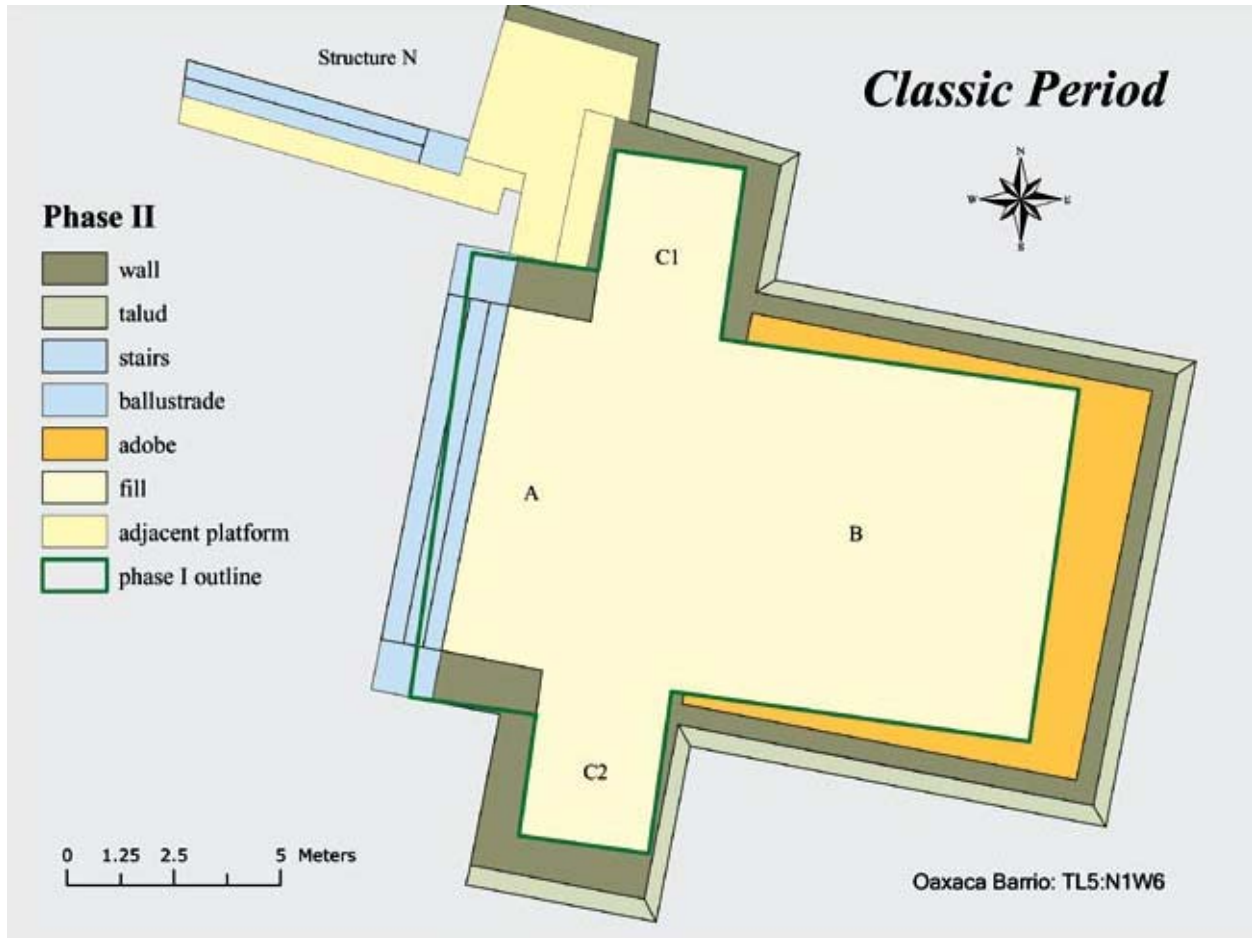 Structure N
Classic Period
N
W E
S
Phase II
wall
talud
stairs
ballustrade
adobe
fill
adjacent platform
phase I outline
C1
A
B
C2
0 1.25 2.5 5 Meters
Oaxaca Barrio: TL5:N1W6